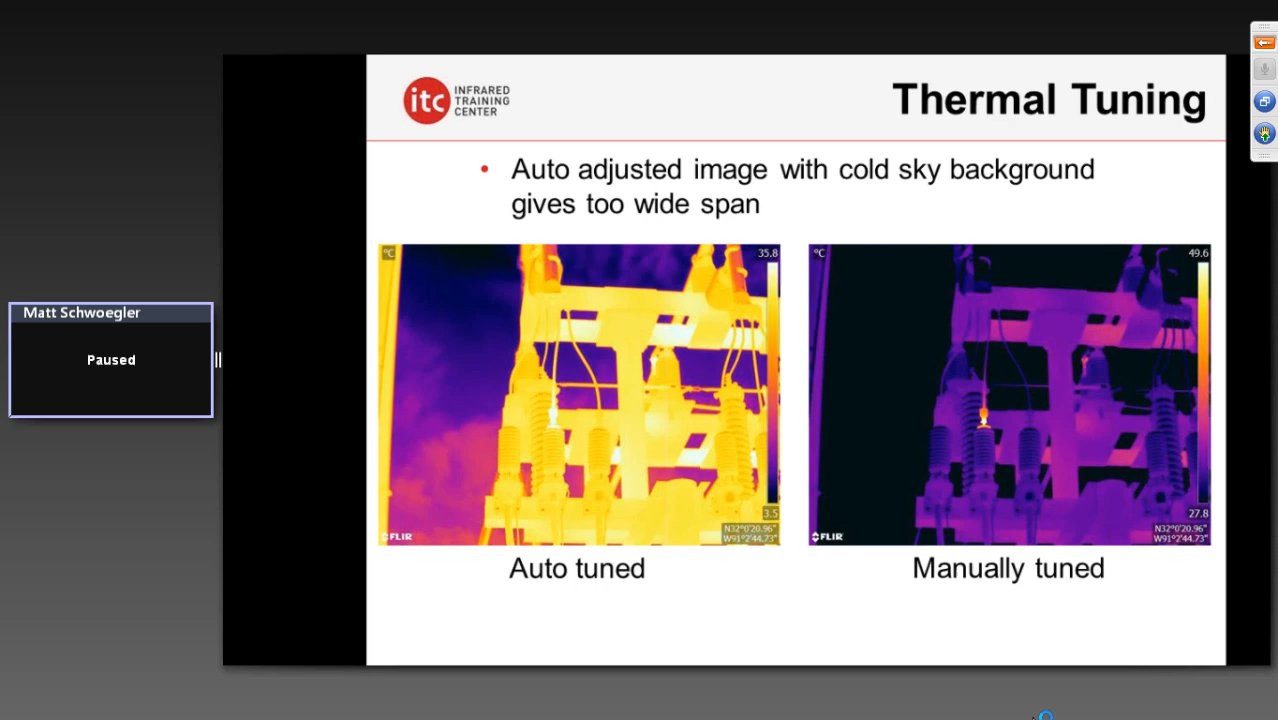 itc INFRARED
TRAINING
CENTER
Thermal Tuning
• Auto adjusted image with cold sky background
gives too wide span
Matt Schwoegler
Paused
°C
35.8
3.5
N32°0'20.96"
W91°2'44.73"
FLIR
°C
49.6
27.8
N32°0'20.96"
W91°2'44.73"
FLIR
Auto tuned
Manually tuned